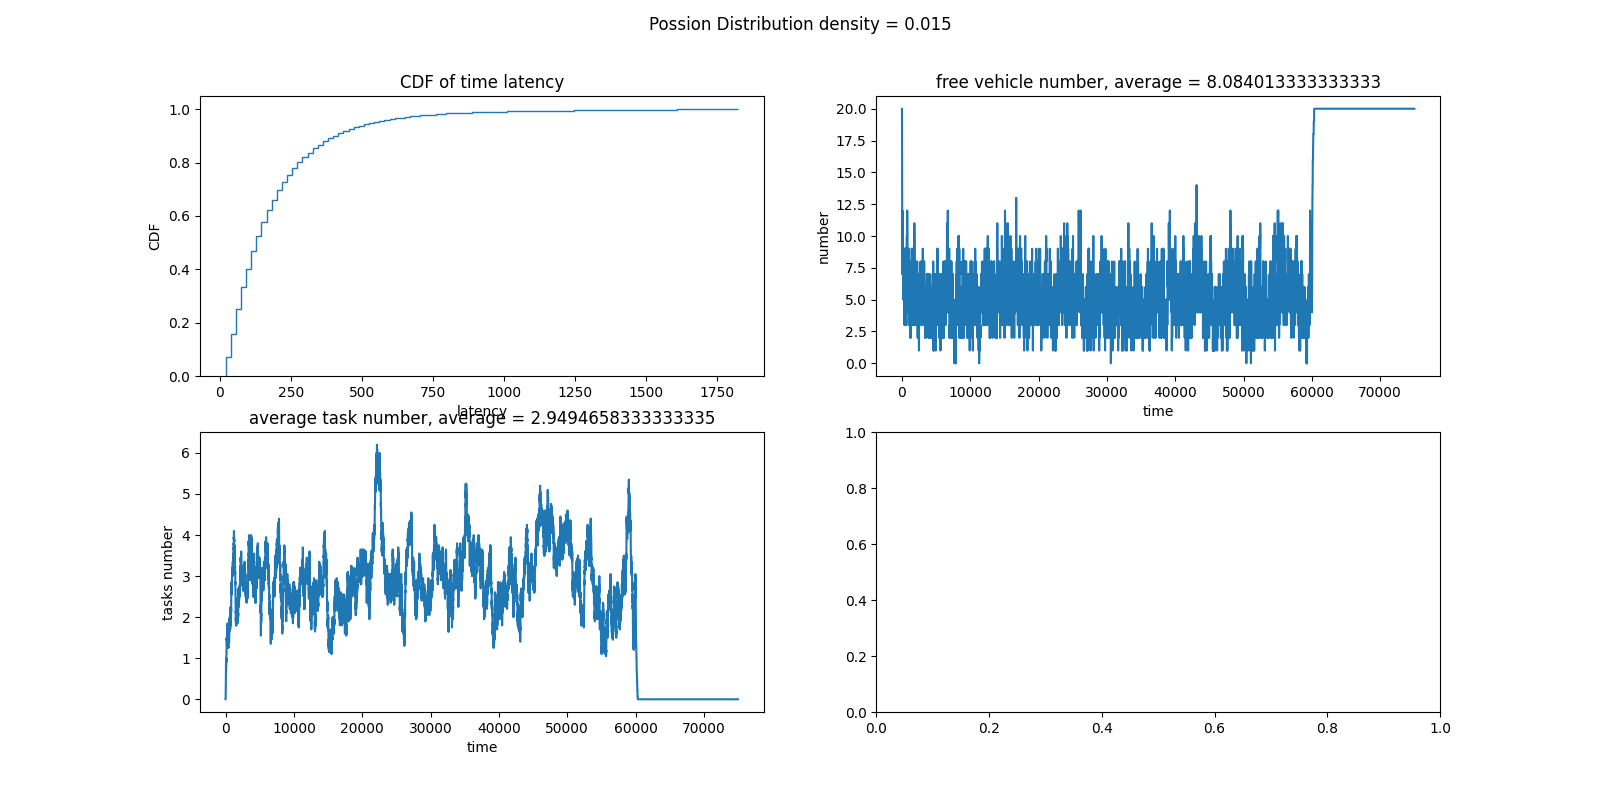 Possion Distribution density = 0.015
CDF of time latency
1.0
0.8
0.6
0.4
0.2
0.0
CDF
0 250 500 750 1000 1250 1500 1750
latency
free vehicle number, average = 8.084013333333333
20.0
17.5
15.0
12.5
10.0
7.5
5.0
2.5
0.0
number
0 10000 20000 30000 40000 50000 60000 70000
time
average task number, average = 2.9494658333333335
6
5
4
3
2
1
0
tasks number
0 10000 20000 30000 40000 50000 60000 70000
time
1.0
0.8
0.6
0.4
0.2
0.0
0.0 0.2 0.4 0.6 0.8 1.0